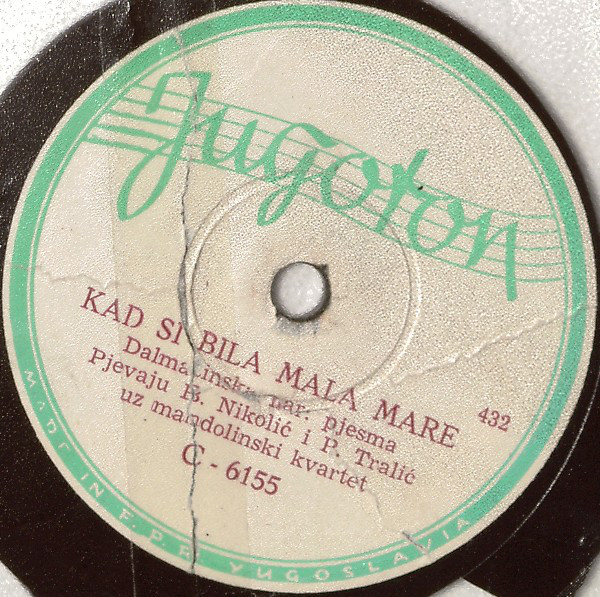 Jugoton
KAD SI BILA MALA MARE
Dalmatinska nar. pjesma
Pjevaju B. Nikolić i P. Tralić
uz mandolinski kvartet
C - 6155
432
MADE IN F.P.R. YUGOSLAVIA